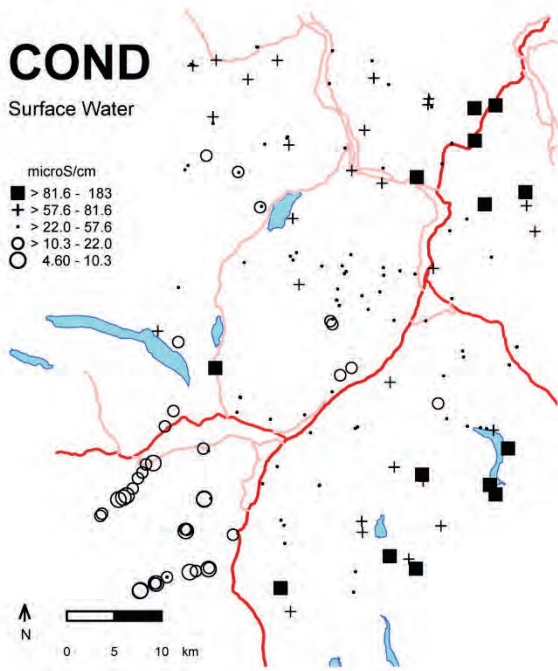 COND
Surface Water
microS/cm
> 81.6 - 183
> 57.6 - 81.6
> 22.0 - 57.6
> 10.3 - 22.0
4.60 - 10.3
N
0 5 10 km